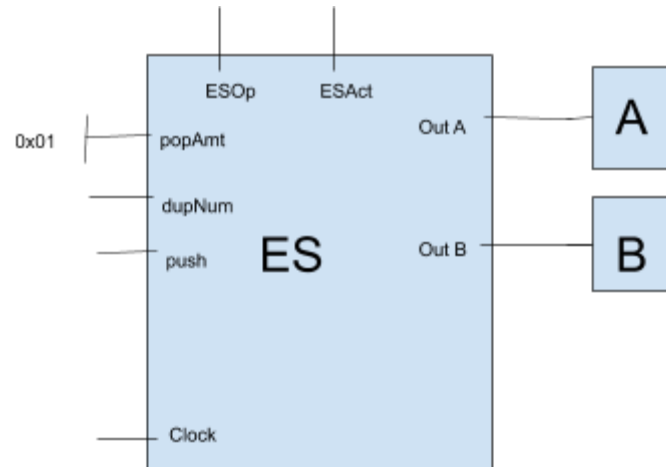 ESOp
ESAct
0x01
popAmt
Out A
A
dupNum
push
ES
Out B
B
Clock